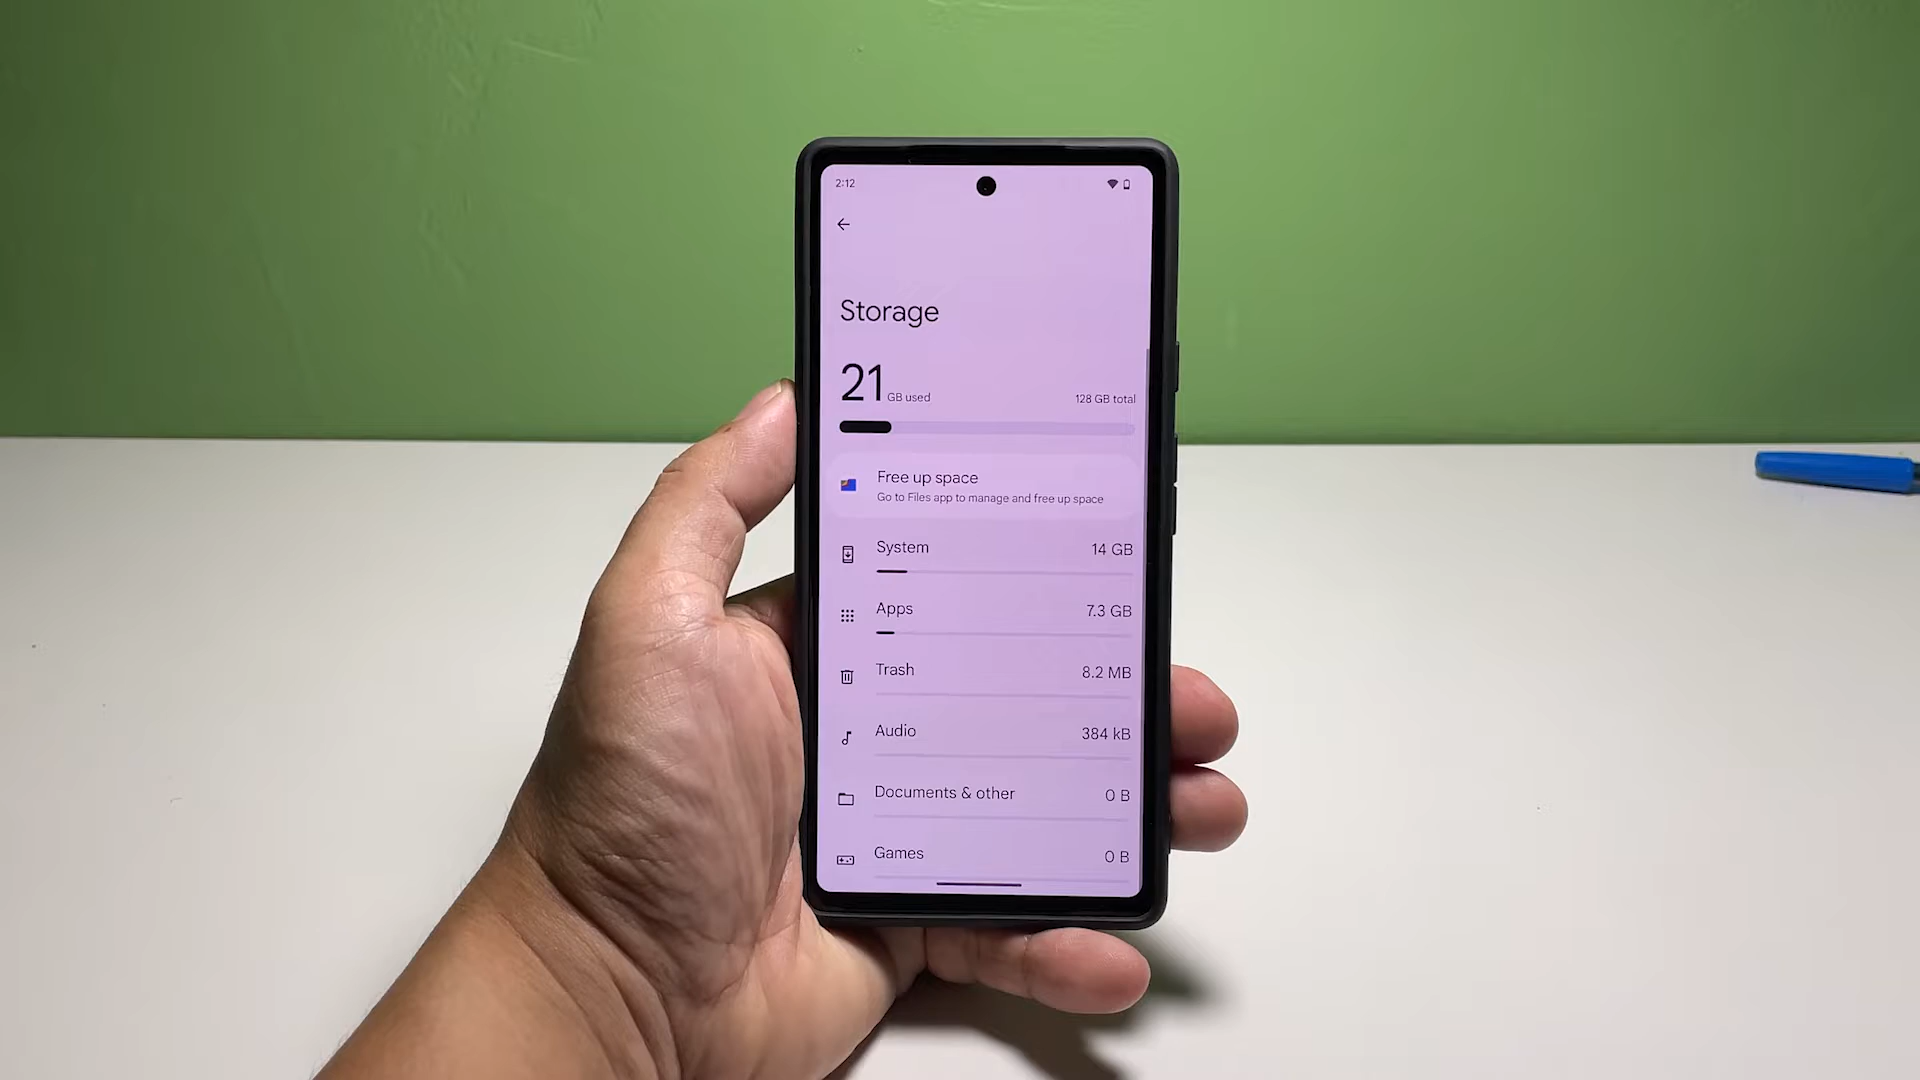 2:12
Storage
21 GB used 128 GB total
Free up space
Go to Files app to manage and free up space
System 14 GB
Apps 7.3 GB
Trash 8.2 MB
Audio 384 kB
Documents & other 0 B
Games 0 B